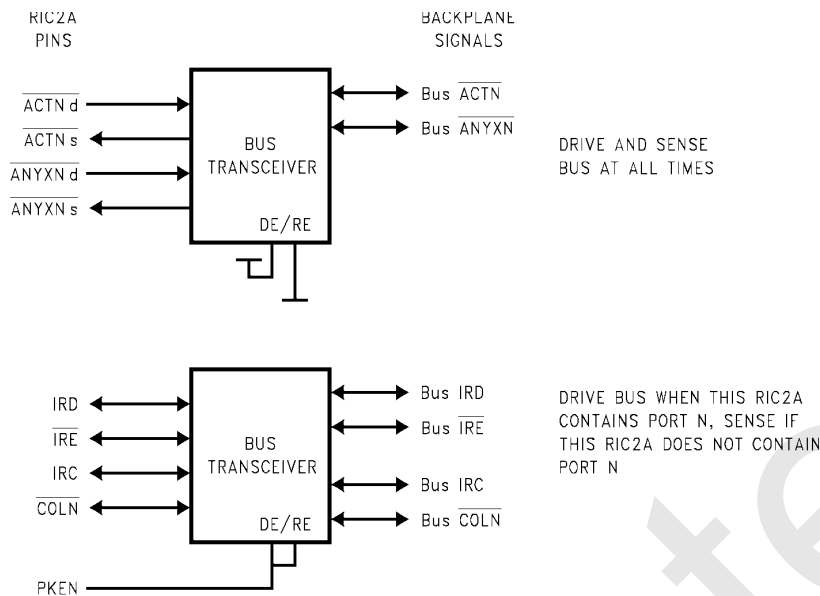 RIC2A
PINS
BACKPLANE
SIGNALS
ACTN d
ACTN s
ANYXN d
ANYXN s
BUS
TRANSCEIVER
DE/RE
Bus ACTN
Bus ANYXN
DRIVE AND SENSE
BUS AT ALL TIMES
IRD
IRE
IRC
COLN
PKEN
BUS
TRANSCEIVER
DE/RE
Bus IRD
Bus IRE
Bus IRC
Bus COLN
DRIVE BUS WHEN THIS RIC2A
CONTAINS PORT N, SENSE IF
THIS RIC2A DOES NOT CONTAIN
PORT N